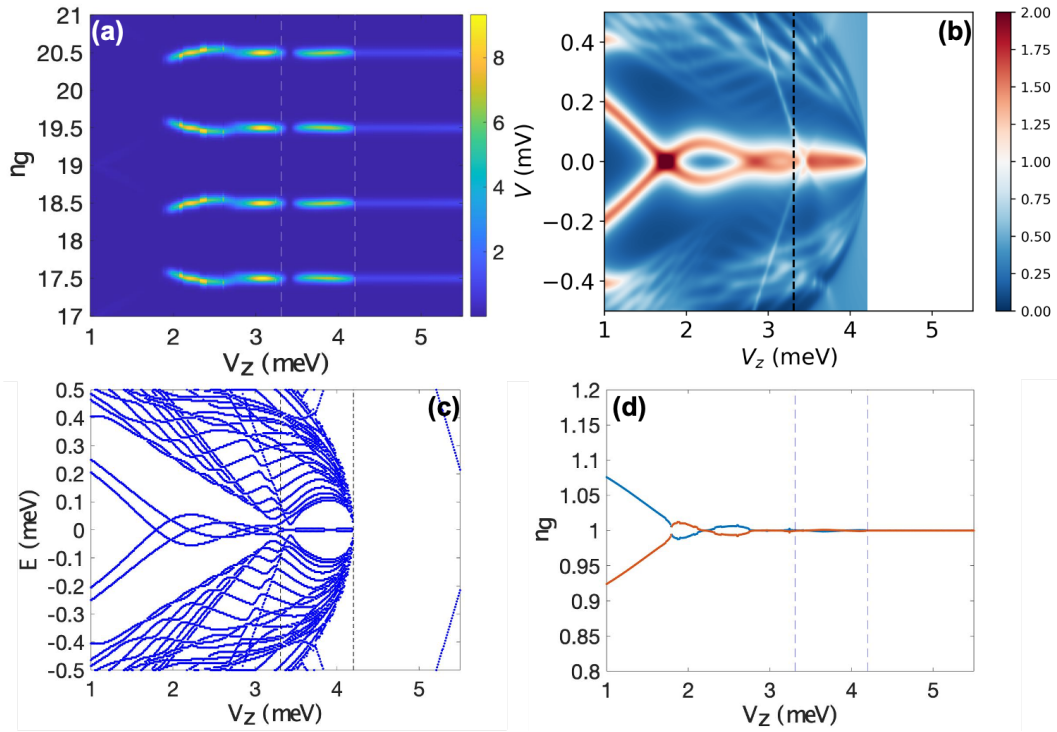 (a)
21
20.5
20
19.5
19
18.5
18
17.5
17
ng
1 2 3 4 5
VZ (meV)
8
6
4
2
(b)
0.4
0.2
0.0
−0.2
−0.4
V (mV)
1 2 3 4 5
Vz (meV)
2.00
1.75
1.50
1.25
1.00
0.75
0.50
0.25
0.00
(c)
0.5
0.4
0.3
0.2
0.1
0
-0.1
-0.2
-0.3
-0.4
-0.5
E (meV)
1 2 3 4 5
VZ (meV)
(d)
1.2
1.15
1.1
1.05
1
0.95
0.9
0.85
0.8
ng
1 2 3 4 5
VZ (meV)